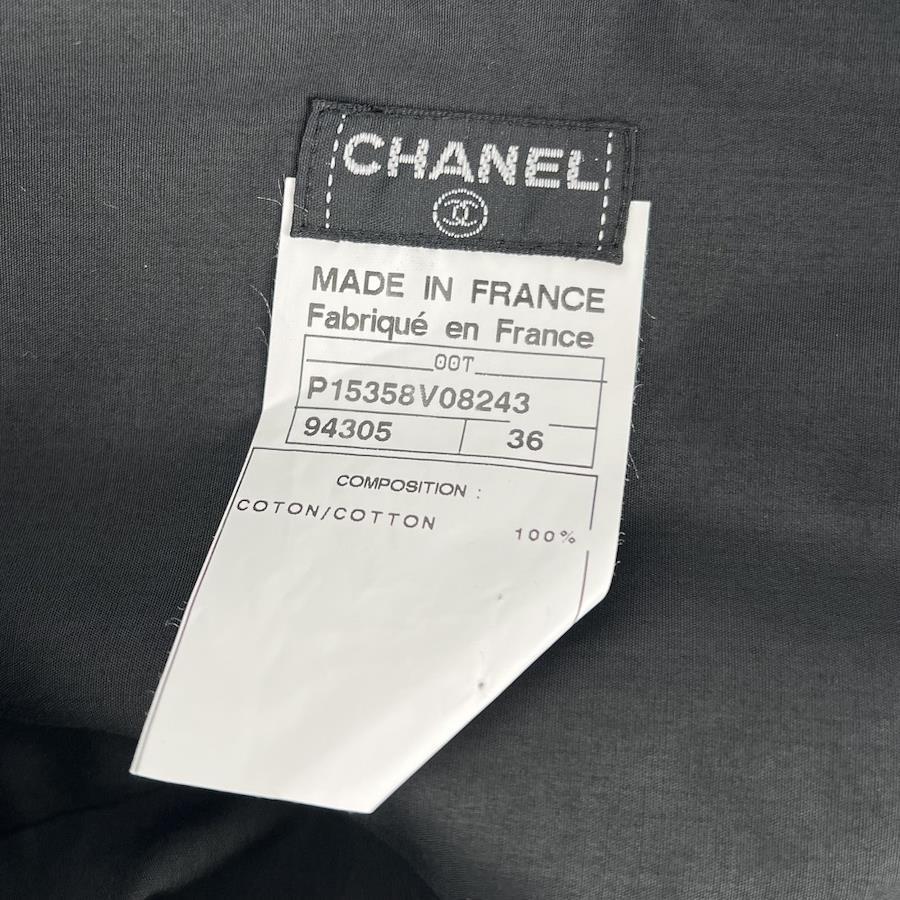 CHANEL
MADE IN FRANCE
Fabriqué en France
00T
P15358V08243
94305 36
COMPOSITION :
COTON/COTTON 100%